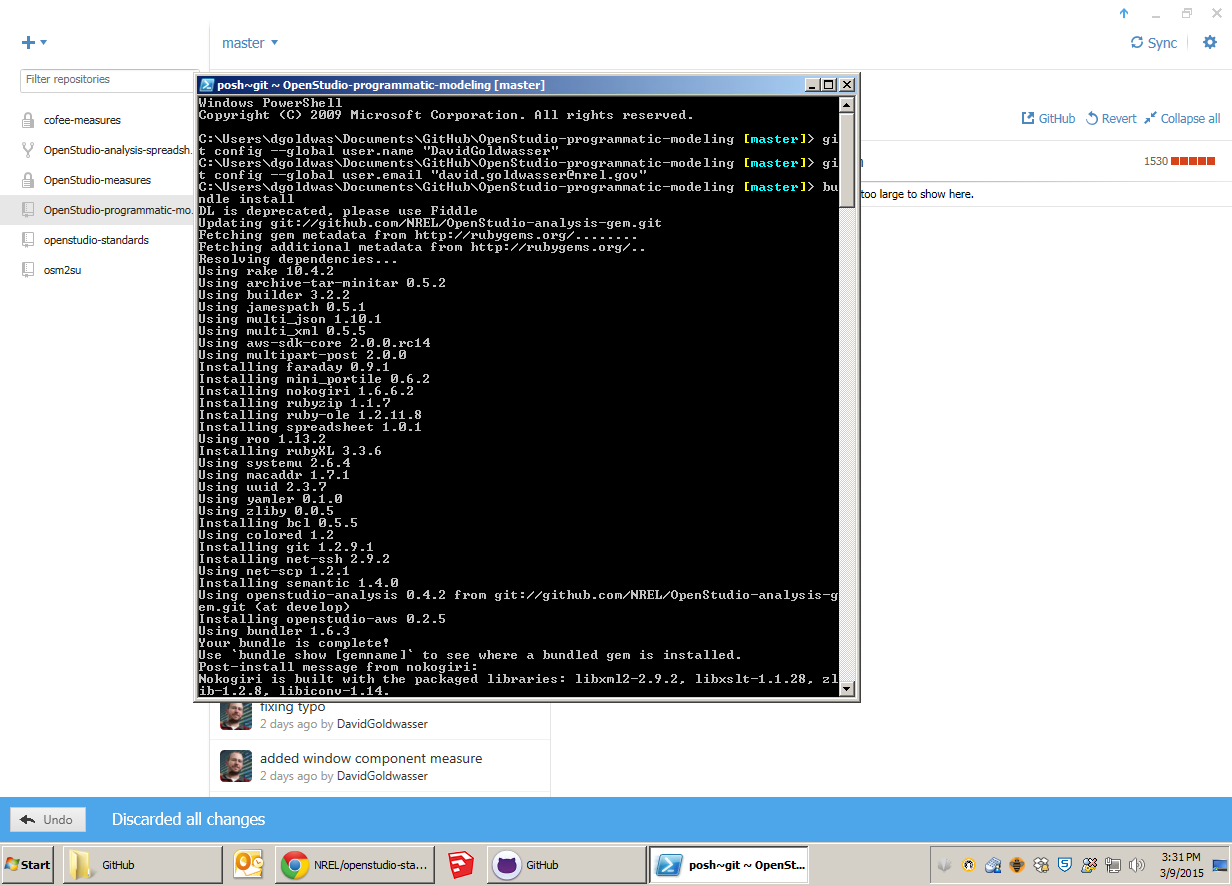 master
Sync
Filter repositories
cofee-measures
OpenStudio-analysis-spreadsh.
OpenStudio-measures
OpenStudio-programmatic-mo.
openstudio-standards
osm2su
GitHub Revert Collapse all
1530
too large to show here.
posh~git ~ OpenStudio-programmatic-modeling [master]
Windows PowerShell
Copyright (C) 2009 Microsoft Corporation. All rights reserved.
C:\Users\dgoldwas\Documents\GitHub\OpenStudio-programmatic-modeling [master]> gi
t config --global user.name "DavidGoldwasser"
C:\Users\dgoldwas\Documents\GitHub\OpenStudio-programmatic-modeling [master]> gi
t config --global user.email "david.goldwasser@nrel.gov"
C:\Users\dgoldwas\Documents\GitHub\OpenStudio-programmatic-modeling [master]> bu
ndle install
DL is deprecated, please use Fiddle
Updating git://github.com/NREL/OpenStudio-analysis-gem.git
Fetching gem metadata from http://rubygems.org/........
Fetching additional metadata from http://rubygems.org/..
Resolving dependencies...
Using rake 10.4.2
Using archive-tar-minitar 0.5.2
Using builder 3.2.2
Using jamespath 0.5.1
Using multi_json 1.10.1
Using multi_xml 0.5.5
Using aws-sdk-core 2.0.0.rc14
Using multipart-post 2.0.0
Installing faraday 0.9.1
Installing mini_portile 0.6.2
Installing nokogiri 1.6.6.2
Installing rubyzip 1.1.7
Installing ruby-ole 1.2.11.8
Installing spreadsheet 1.0.1
Using roo 1.13.2
Installing rubyXL 3.3.6
Using systemu 2.6.4
Using macaddr 1.7.1
Using uuid 2.3.7
Using yamler 0.1.0
Using zliby 0.0.5
Installing bcl 0.5.5
Using colored 1.2
Installing git 1.2.9.1
Installing net-ssh 2.9.2
Using net-scp 1.2.1
Installing semantic 1.4.0
Using openstudio-analysis 0.4.2 from git://github.com/NREL/OpenStudio-analysis-g
em.git (at develop)
Installing openstudio-aws 0.2.5
Using bundler 1.6.3
Your bundle is complete!
Use `bundle show [gemname]` to see where a bundled gem is installed.
Post-install message from nokogiri:
Nokogiri is built with the packaged libraries: libxml2-2.9.2, libxslt-1.1.28, zl
ib-1.2.8, libiconv-1.14.
fixing typo
2 days ago by DavidGoldwasser
added window component measure
2 days ago by DavidGoldwasser
Undo
Discarded all changes
Start
GitHub
NREL/openstudio-sta...
GitHub
posh~git ~ OpenSt...
3:31 PM
3/9/2015